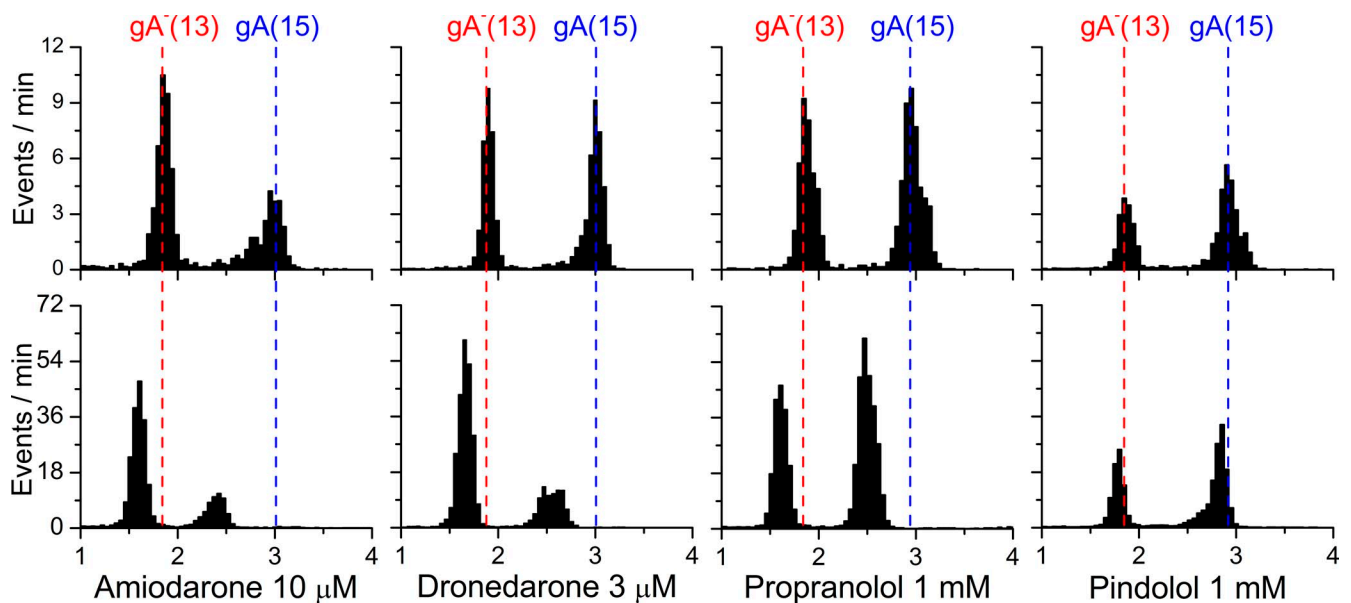 gA⁻(13) gA(15) gA⁻(13) gA(15) gA⁻(13) gA(15) gA⁻(13) gA(15)
12
9
6
3
0
Events / min
72
54
36
18
0
Events / min
1 2 3 4 1 2 3 4 1 2 3 4 1 2 3 4
Amiodarone 10 μM Dronedarone 3 μM Propranolol 1 mM Pindolol 1 mM